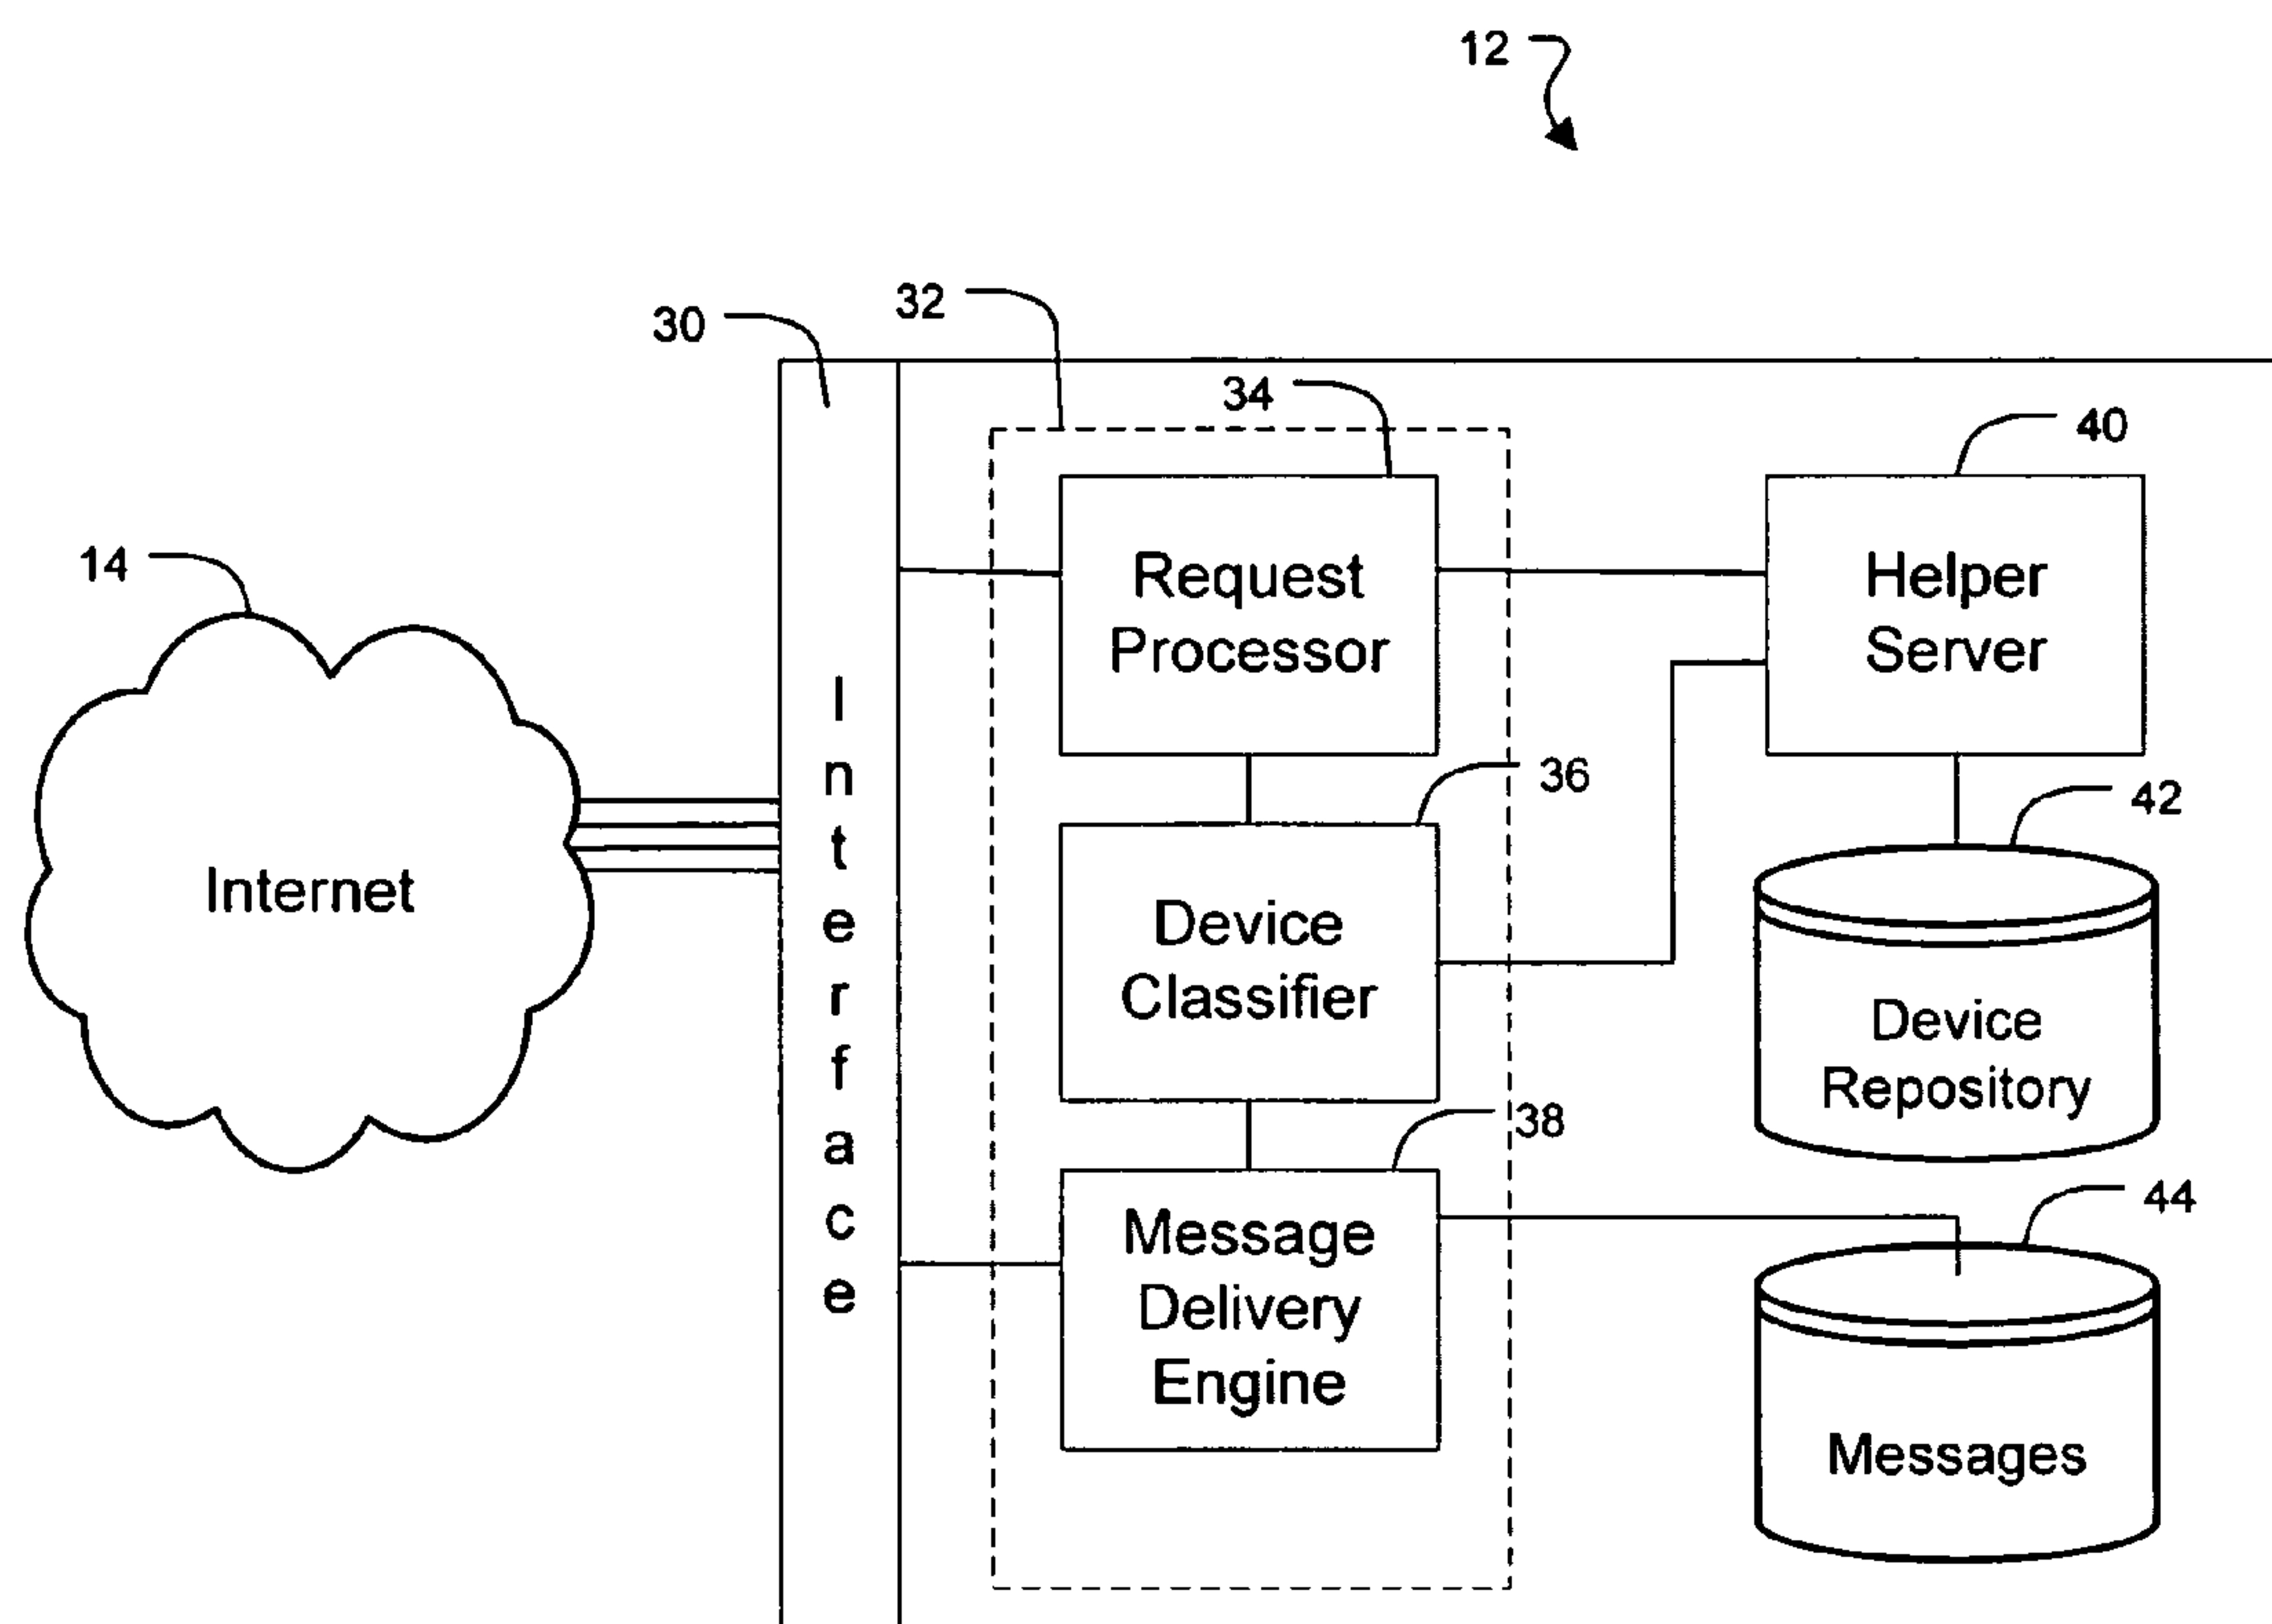 12
32
30
34
40
14
Request
Processor
Helper
Server
36
42
Internet
Interface
Device
Classifier
Device
Repository
38
44
Message
Delivery
Engine
Messages